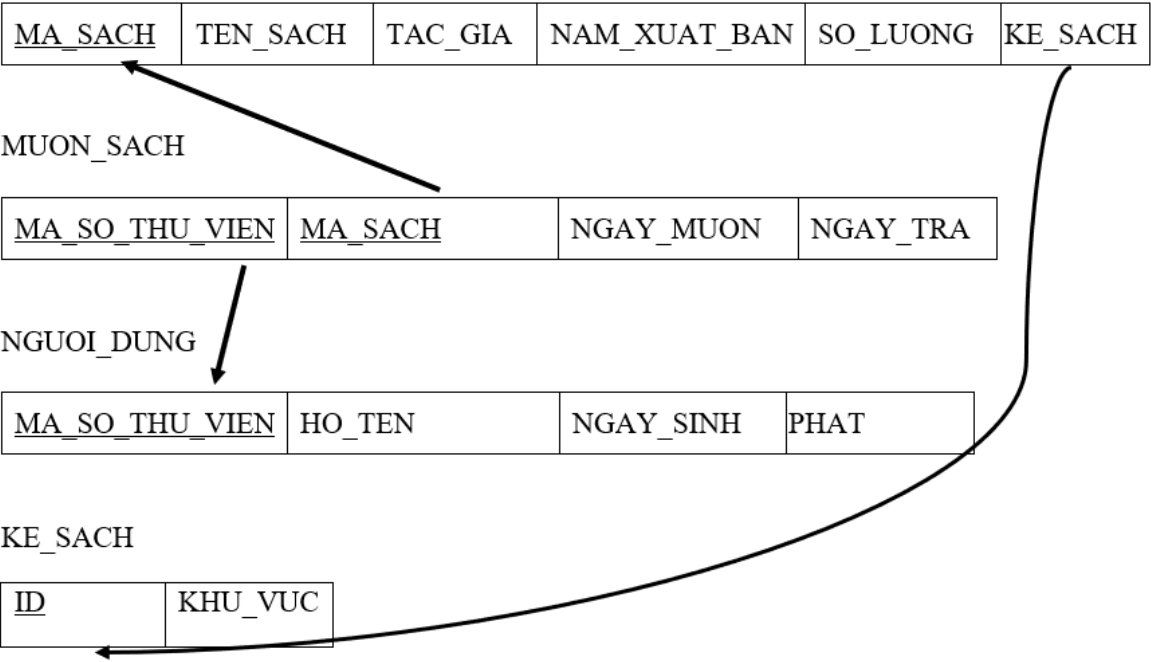 MA_SACH TEN_SACH TAC_GIA NAM_XUAT_BAN SO_LUONG KE_SACH
MUON_SACH
MA_SO_THU_VIEN MA_SACH NGAY_MUON NGAY_TRA
NGUOI_DUNG
MA_SO_THU_VIEN HO_TEN NGAY_SINH PHAT
KE_SACH
ID KHU_VUC